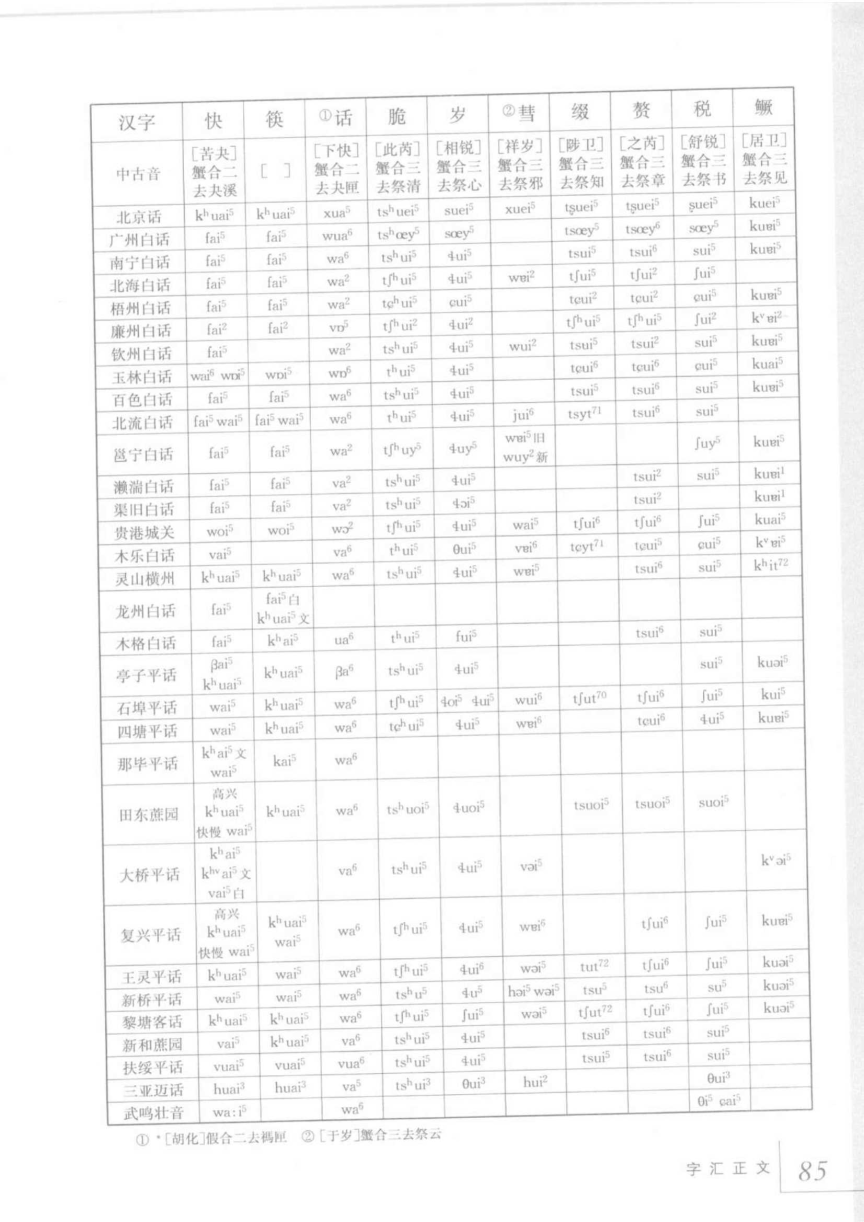 汉字 快 筷 ①话 脆 岁 ②彗 缀 赘 税 鳜
中古音 [苦夬]蟹合二去夬溪 [ ] [下快]蟹合二去夬匣 [此芮]蟹合三去祭清 [相锐]蟹合三去祭心 [祥岁]蟹合三去祭邪 [陟卫]蟹合三去祭知 [之芮]蟹合三去祭章 [舒锐]蟹合三去祭书 [居卫]蟹合三去祭见
北京话 kʰuai⁵ kʰuai⁵ xua⁵ tsʰuei⁵ suei⁵ xuei⁵ tʂuei⁵ tʂuei⁵ ʂuei⁵ kuei⁵
广州白话 fai⁵ fai⁵ wua⁶ tsʰœy⁵ sœy⁵ tsœy⁵ tsœy⁶ sœy⁵ kuɐi⁵
南宁白话 fai⁵ fai⁵ wa⁶ tsʰui⁵ ɬui⁵ tsui⁵ tsui⁶ sui⁵ kuɐi⁵
北海白话 fai⁵ fai⁵ wa² tʃʰui⁵ ɬui⁵ wɐi² tʃui⁵ tʃui² ʃui⁵
梧州白话 fai⁵ fai⁵ wa² tɕʰui⁵ ɕui⁵ tɕui² tɕui² ɕui⁵ kuɐi⁵
廉州白话 fai² fai² vɒ⁵ tʃʰui² ɬui² tʃʰui⁵ tʃʰui⁵ ʃui² kᵛɐi²
钦州白话 fai⁵ wa² tsʰui⁵ ɬui⁵ wui² tsui⁵ tsui² sui⁵ kuɐi⁵
玉林白话 wai⁶ wɒi⁵ wɒi⁵ wɒ⁶ tʰui⁵ ɬui⁵ tɕui⁶ tɕui⁶ ɕui⁵ kuai⁵
百色白话 fai⁵ fai⁵ wa⁶ tsʰui⁵ ɬui⁵ tsui⁵ tsui⁶ sui⁵ kuɐi⁵
北流白话 fai⁵ wai⁵ fai⁵ wai⁵ wa⁶ tʰui⁵ ɬui⁵ jui⁶ tsyt⁷¹ tsui⁶ sui⁵
邕宁白话 fai⁵ fai⁵ wa² tʃʰuy⁵ ɬuy⁵ wɐi⁵旧 wuy²新 ʃuy⁵ kuɐi⁵
濑湍白话 fai⁵ fai⁵ va² tsʰui⁵ ɬui⁵ tsui² sui⁵ kuɐi¹
渠旧白话 fai⁵ fai⁵ va² tsʰui⁵ ɬəi⁵ tsui² kuɐi¹
贵港城关 woi⁵ woi⁵ wɔ² tʃʰui⁵ ɬui⁵ wai⁵ tʃui⁶ tʃui⁶ ʃui⁵ kuai⁵
木乐白话 vai⁵ va⁶ tʰui⁵ θui⁵ vɐi⁶ tɕyt⁷¹ tɕui⁵ ɕui⁵ kᵛɐi⁵
灵山横州 kʰuai⁵ kʰuai⁵ wa⁶ tsʰui⁵ ɬui⁵ wɐi⁵ tsui⁶ sui⁵ kʰit⁷²
龙州白话 fai⁵ fai⁵白 kʰuai⁵文
木格白话 fai⁵ kʰai⁵ ua⁶ tʰui⁵ fui⁵ tsui⁶ sui⁵
亭子平话 βai⁵ kʰuai⁵ kʰuai⁵ βa⁶ tsʰui⁵ ɬui⁵ sui⁵ kuəi⁵
石埠平话 wai⁵ kʰuai⁵ wa⁶ tʃʰui⁵ ɬoi⁵ ɬui⁵ wui⁶ tʃut⁷⁰ tʃui⁶ ʃui⁵ kui⁵
四塘平话 wai⁵ kʰuai⁵ wa⁶ tɕʰui⁵ ɬui⁵ wɐi⁶ tɕui⁶ ɬui⁵ kuɐi⁵
那毕平话 kʰai⁵文 wai⁵ kai⁵ wa⁶
田东蔗园 高兴 kʰuai⁵ 快慢 wai⁵ kʰuai⁵ wa⁶ tsʰuoi⁵ ɬuoi⁵ tsuoi⁵ tsuoi⁵ suoi⁵
大桥平话 kʰai⁵ kʰᵛai⁵文 vai⁵白 va⁶ tsʰui⁵ ɬui⁵ vəi⁵ kᵛəi⁵
复兴平话 高兴 kʰuai⁵ 快慢 wai⁵ kʰuai⁵ wai⁵ wa⁶ tʃʰui⁵ ɬui⁵ wɐi⁶ tʃui⁶ ʃui⁵ kuɐi⁵
王灵平话 kʰuai⁵ wai⁵ wa⁶ tʃʰui⁵ ɬui⁶ wəi⁵ tut⁷² tʃui⁶ ʃui⁵ kuəi⁵
新桥平话 wai⁵ wai⁵ wa⁶ tsʰu⁵ ɬu⁵ həi⁵ wəi⁵ tsu⁵ tsu⁶ su⁵ kuəi⁵
黎塘客话 kʰuai⁵ kʰuai⁵ wa⁶ tʃʰui⁵ ʃui⁵ wəi⁵ tʃut⁷² tʃui⁶ ʃui⁵ kuəi⁵
新和蔗园 vai⁵ kʰuai⁵ va⁶ tsʰui⁵ ɬui⁵ tsui⁶ tsui⁶ sui⁵
扶绥平话 vuai⁵ vuai⁵ vua⁶ tsʰui⁵ ɬui⁵ tsui⁵ tsui⁶ sui⁵
三亚迈话 huai³ huai³ va⁵ tsʰui³ θui³ hui² θui³
武鸣壮音 wa:i⁵ wa⁶ θi⁵ ɕai⁵
①*[胡化]假合二去禡匣 ②[于岁]蟹合三去祭云
字汇正文 85